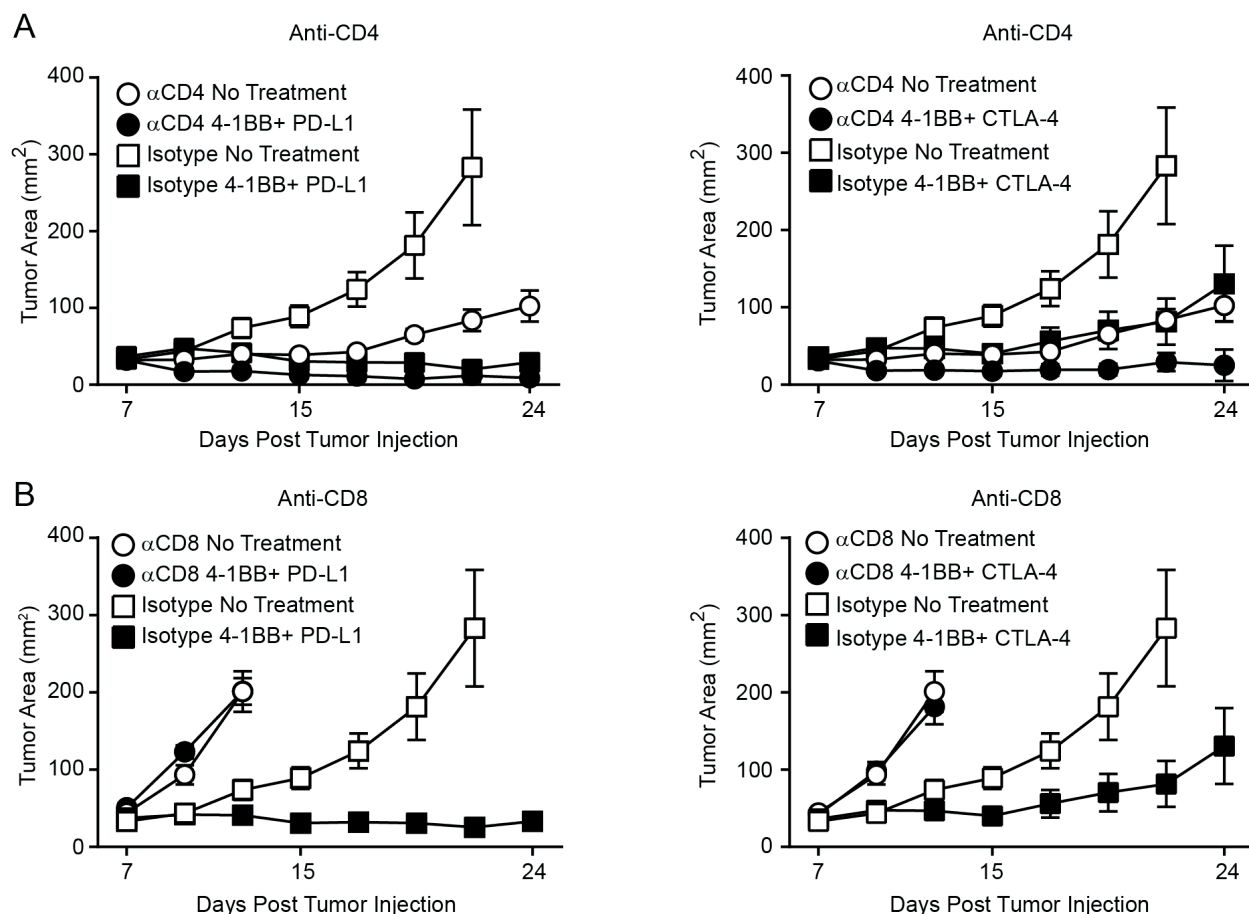 A
Anti-CD4
αCD4 No Treatment
αCD4 4-1BB+ PD-L1
Isotype No Treatment
Isotype 4-1BB+ PD-L1
400
300
200
100
0
Tumor Area (mm²)
7
15
24
Days Post Tumor Injection
Anti-CD4
αCD4 No Treatment
αCD4 4-1BB+ CTLA-4
Isotype No Treatment
Isotype 4-1BB+ CTLA-4
400
300
200
100
0
Tumor Area (mm²)
7
15
24
Days Post Tumor Injection
B
Anti-CD8
αCD8 No Treatment
αCD8 4-1BB+ PD-L1
Isotype No Treatment
Isotype 4-1BB+ PD-L1
400
300
200
100
0
Tumor Area (mm²)
7
15
24
Days Post Tumor Injection
Anti-CD8
αCD8 No Treatment
αCD8 4-1BB+ CTLA-4
Isotype No Treatment
Isotype 4-1BB+ CTLA-4
400
300
200
100
0
Tumor Area (mm²)
7
15
24
Days Post Tumor Injection